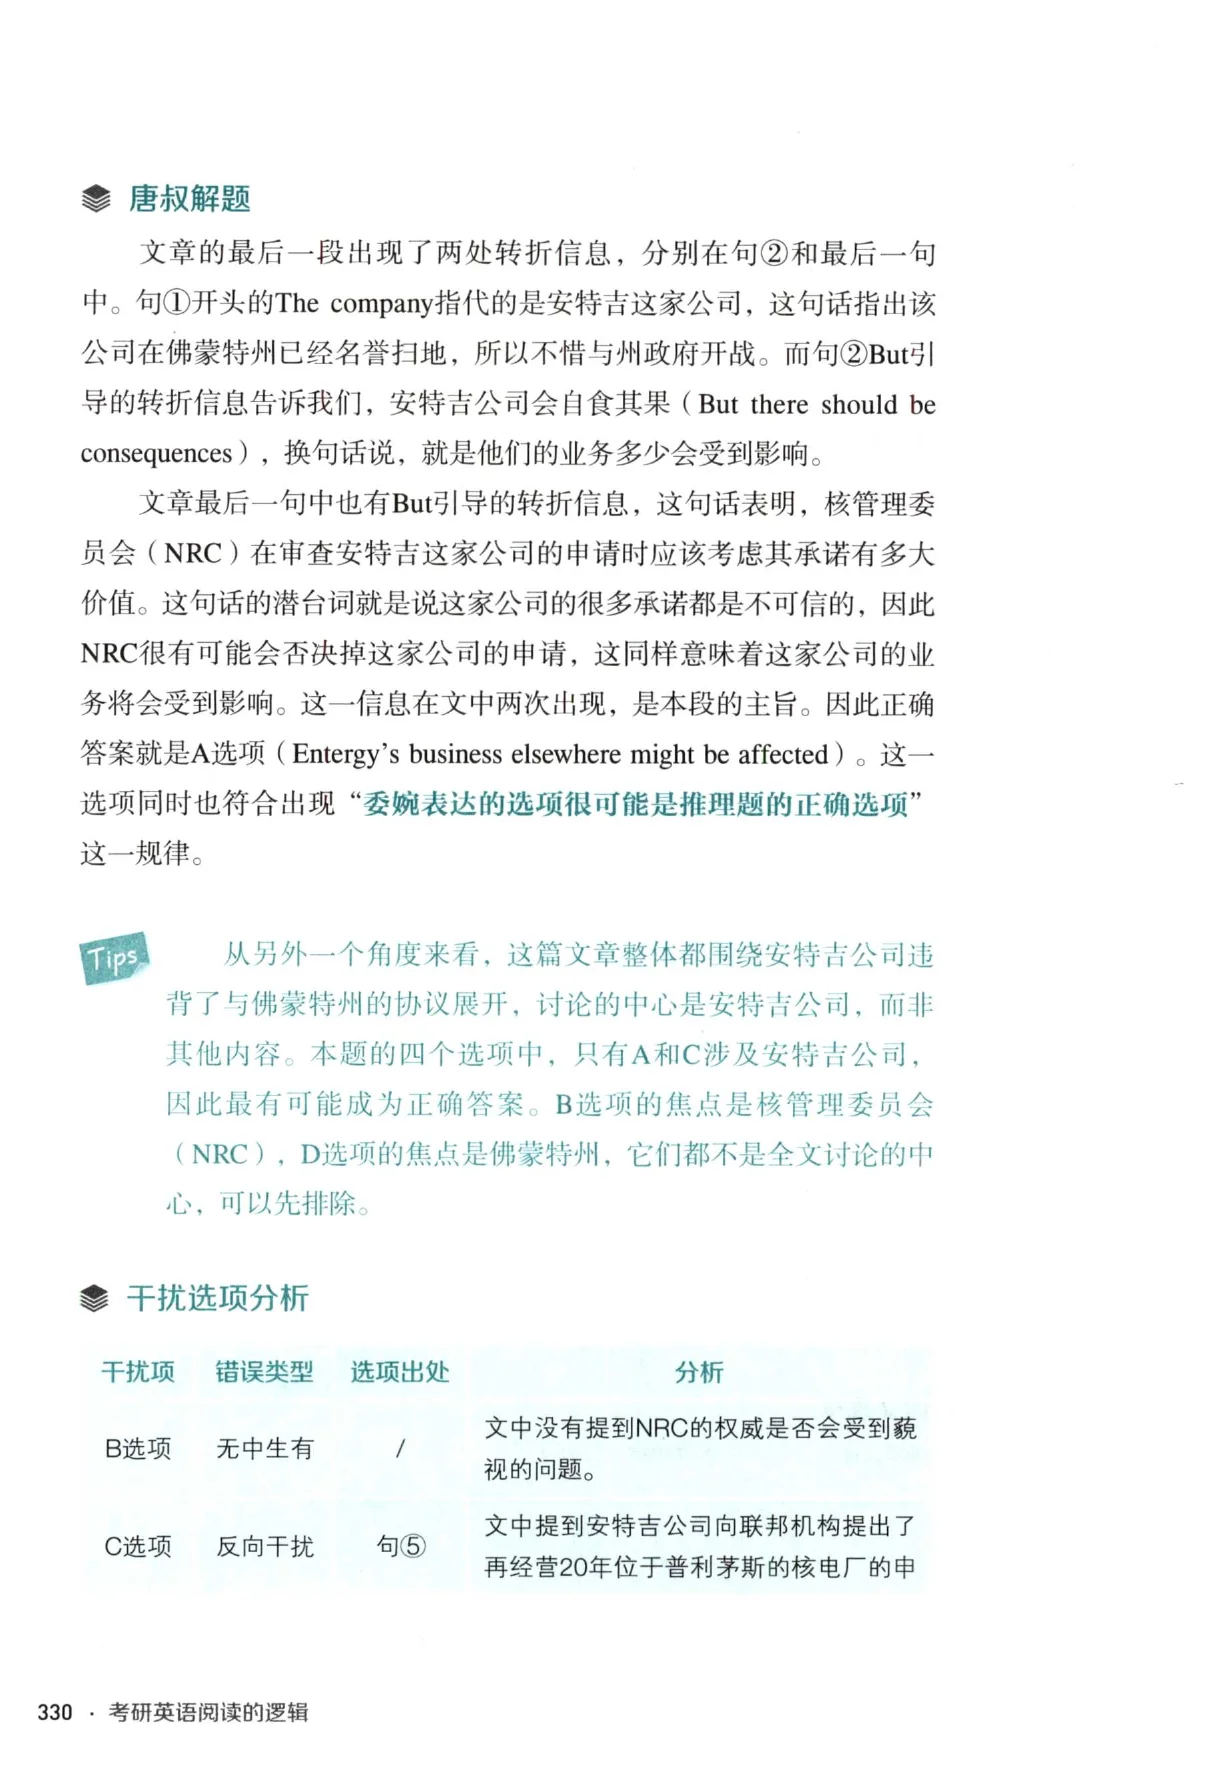 唐叔解题
文章的最后一段出现了两处转折信息，分别在句②和最后一句
中。句①开头的The company指代的是安特吉这家公司，这句话指出该
公司在佛蒙特州已经名誉扫地，所以不惜与州政府开战。而句②But引
导的转折信息告诉我们，安特吉公司会自食其果（But there should be
consequences），换句话说，就是他们的业务多少会受到影响。
文章最后一句中也有But引导的转折信息，这句话表明，核管理委
员会（NRC）在审查安特吉这家公司的申请时应该考虑其承诺有多大
价值。这句话的潜台词就是说这家公司的很多承诺都是不可信的，因此
NRC很有可能会否决掉这家公司的申请，这同样意味着这家公司的业
务将会受到影响。这一信息在文中两次出现，是本段的主旨。因此正确
答案就是A选项（Entergy’s business elsewhere might be affected）。这一
选项同时也符合出现“委婉表达的选项很可能是推理题的正确选项”
这一规律。
Tips
从另外一个角度来看，这篇文章整体都围绕安特吉公司违
背了与佛蒙特州的协议展开，讨论的中心是安特吉公司，而非
其他内容。本题的四个选项中，只有A和C涉及安特吉公司，
因此最有可能成为正确答案。B选项的焦点是核管理委员会
（NRC），D选项的焦点是佛蒙特州，它们都不是全文讨论的中
心，可以先排除。
干扰选项分析
干扰项 错误类型 选项出处 分析
B选项 无中生有 / 文中没有提到NRC的权威是否会受到藐
视的问题。
C选项 反向干扰 句⑤ 文中提到安特吉公司向联邦机构提出了
再经营20年位于普利茅斯的核电厂的申
330 · 考研英语阅读的逻辑